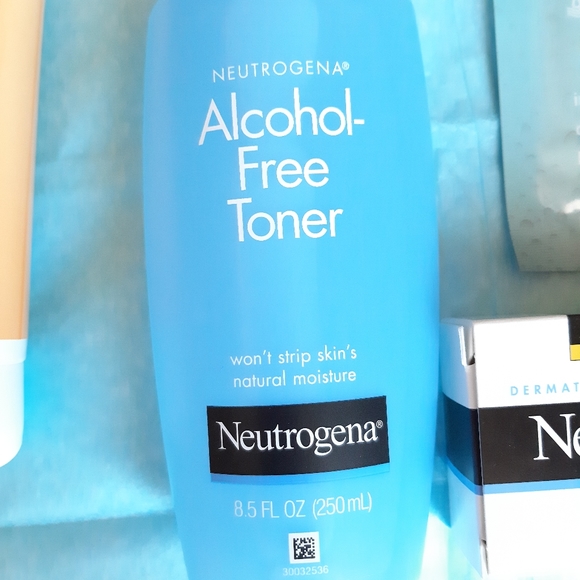 NEUTROGENA®
Alcohol-
Free
Toner
won't strip skin's
natural moisture
Neutrogena®
8.5 FL OZ (250 mL)
30032536
DERMAT
Ne